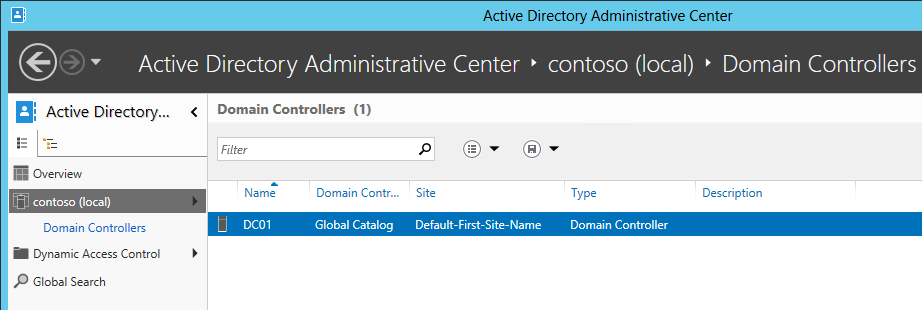 Active Directory Administrative Center
Active Directory Administrative Center • contoso (local) • Domain Controllers
Active Directory...
Overview
contoso (local)
Domain Controllers
Dynamic Access Control
Global Search
Domain Controllers (1)
Filter
Name Domain Contr... Site Type Description
DC01 Global Catalog Default-First-Site-Name Domain Controller